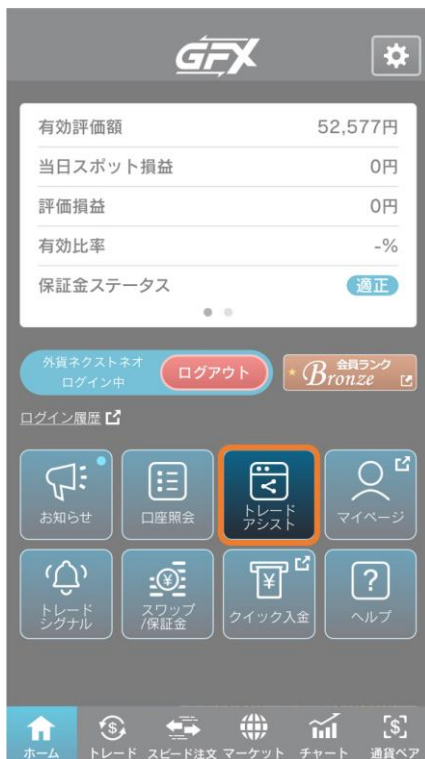 GFX
有効評価額 52,577円
当日スポット損益 0円
評価損益 0円
有効比率 -%
保証金ステータス 適正
外貨ネクストネオ
ログイン中
ログアウト
会員ランク
Bronze
ログイン履歴
お知らせ
口座照会
トレード
アシスト
マイページ
トレード
シグナル
スワップ
/保証金
クイック入金
ヘルプ
ホーム
トレード
スピード注文
マーケット
チャート
通貨ペア